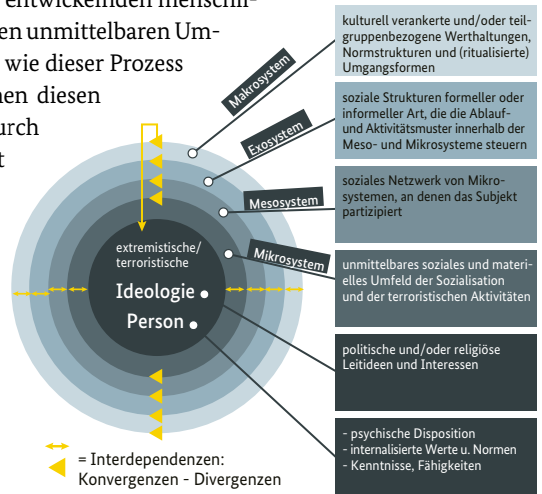 entwickelnden menschli-
en unmittelbaren Um-
wie dieser Prozess
nen diesen
urch
t
Makrosystem
Exosystem
Mesosystem
Mikrosystem
extremistische/
terroristische
Ideologie
Person
kulturell verankerte und/oder teil-
gruppenbezogene Werthaltungen,
Normstrukturen und (ritualisierte)
Umgangsformen
soziale Strukturen formeller oder
informeller Art, die die Ablauf-
und Aktivitätsmuster innerhalb der
Meso- und Mikrosysteme steuern
soziales Netzwerk von Mikro-
systemen, an denen das Subjekt
partizipiert
unmittelbares soziales und materi-
elles Umfeld der Sozialisation
und der terroristischen Aktivitäten
politische und/oder religiöse
Leitideen und Interessen
- psychische Disposition
- internalisierte Werte u. Normen
- Kenntnisse, Fähigkeiten
= Interdependenzen:
Konvergenzen - Divergenzen